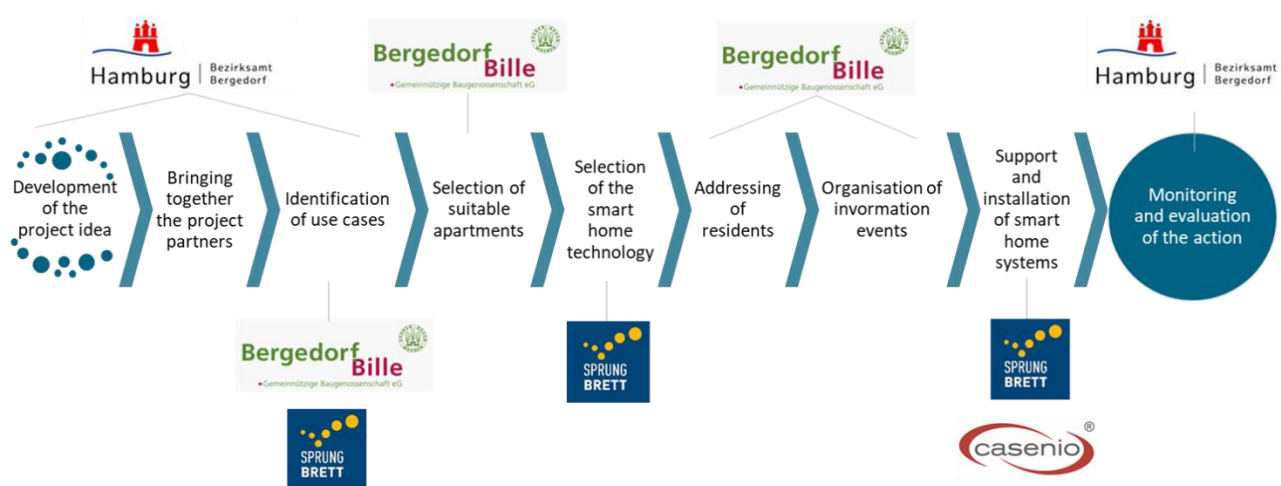 Hamburg
Bezirksamt
Bergedorf
Bergedorf
Bille
Gemeinnützige Baugenossenschaft eG
Bergedorf
Bille
Gemeinnützige Baugenossenschaft eG
Hamburg
Bezirksamt
Bergedorf
Development
of the
project idea
Bringing
together
the project
partners
Identification
of use cases
Selection of
suitable
apartments
Selection
of the
smart
home
technology
Addressing
of
residents
Organisation of
invormation
events
Support
and
installation
of smart
home
systems
Monitoring
and evaluation
of the action
Bergedorf
Bille
Gemeinnützige Baugenossenschaft eG
SPRUNG
BRETT
SPRUNG
BRETT
SPRUNG
BRETT
casenio®